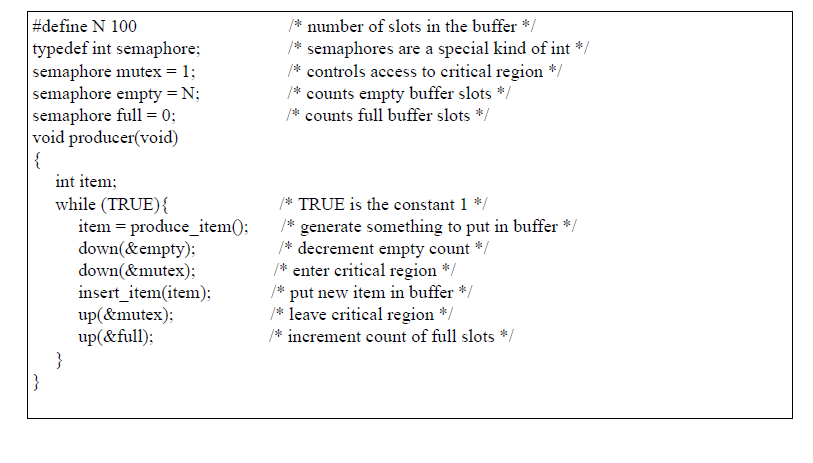 #define N 100 /* number of slots in the buffer */
typedef int semaphore; /* semaphores are a special kind of int */
semaphore mutex = 1; /* controls access to critical region */
semaphore empty = N; /* counts empty buffer slots */
semaphore full = 0; /* counts full buffer slots */
void producer(void)
{
int item;
while (TRUE){ /* TRUE is the constant 1 */
item = produce_item(); /* generate something to put in buffer */
down(&empty); /* decrement empty count */
down(&mutex); /* enter critical region */
insert_item(item); /* put new item in buffer */
up(&mutex); /* leave critical region */
up(&full); /* increment count of full slots */
}
}